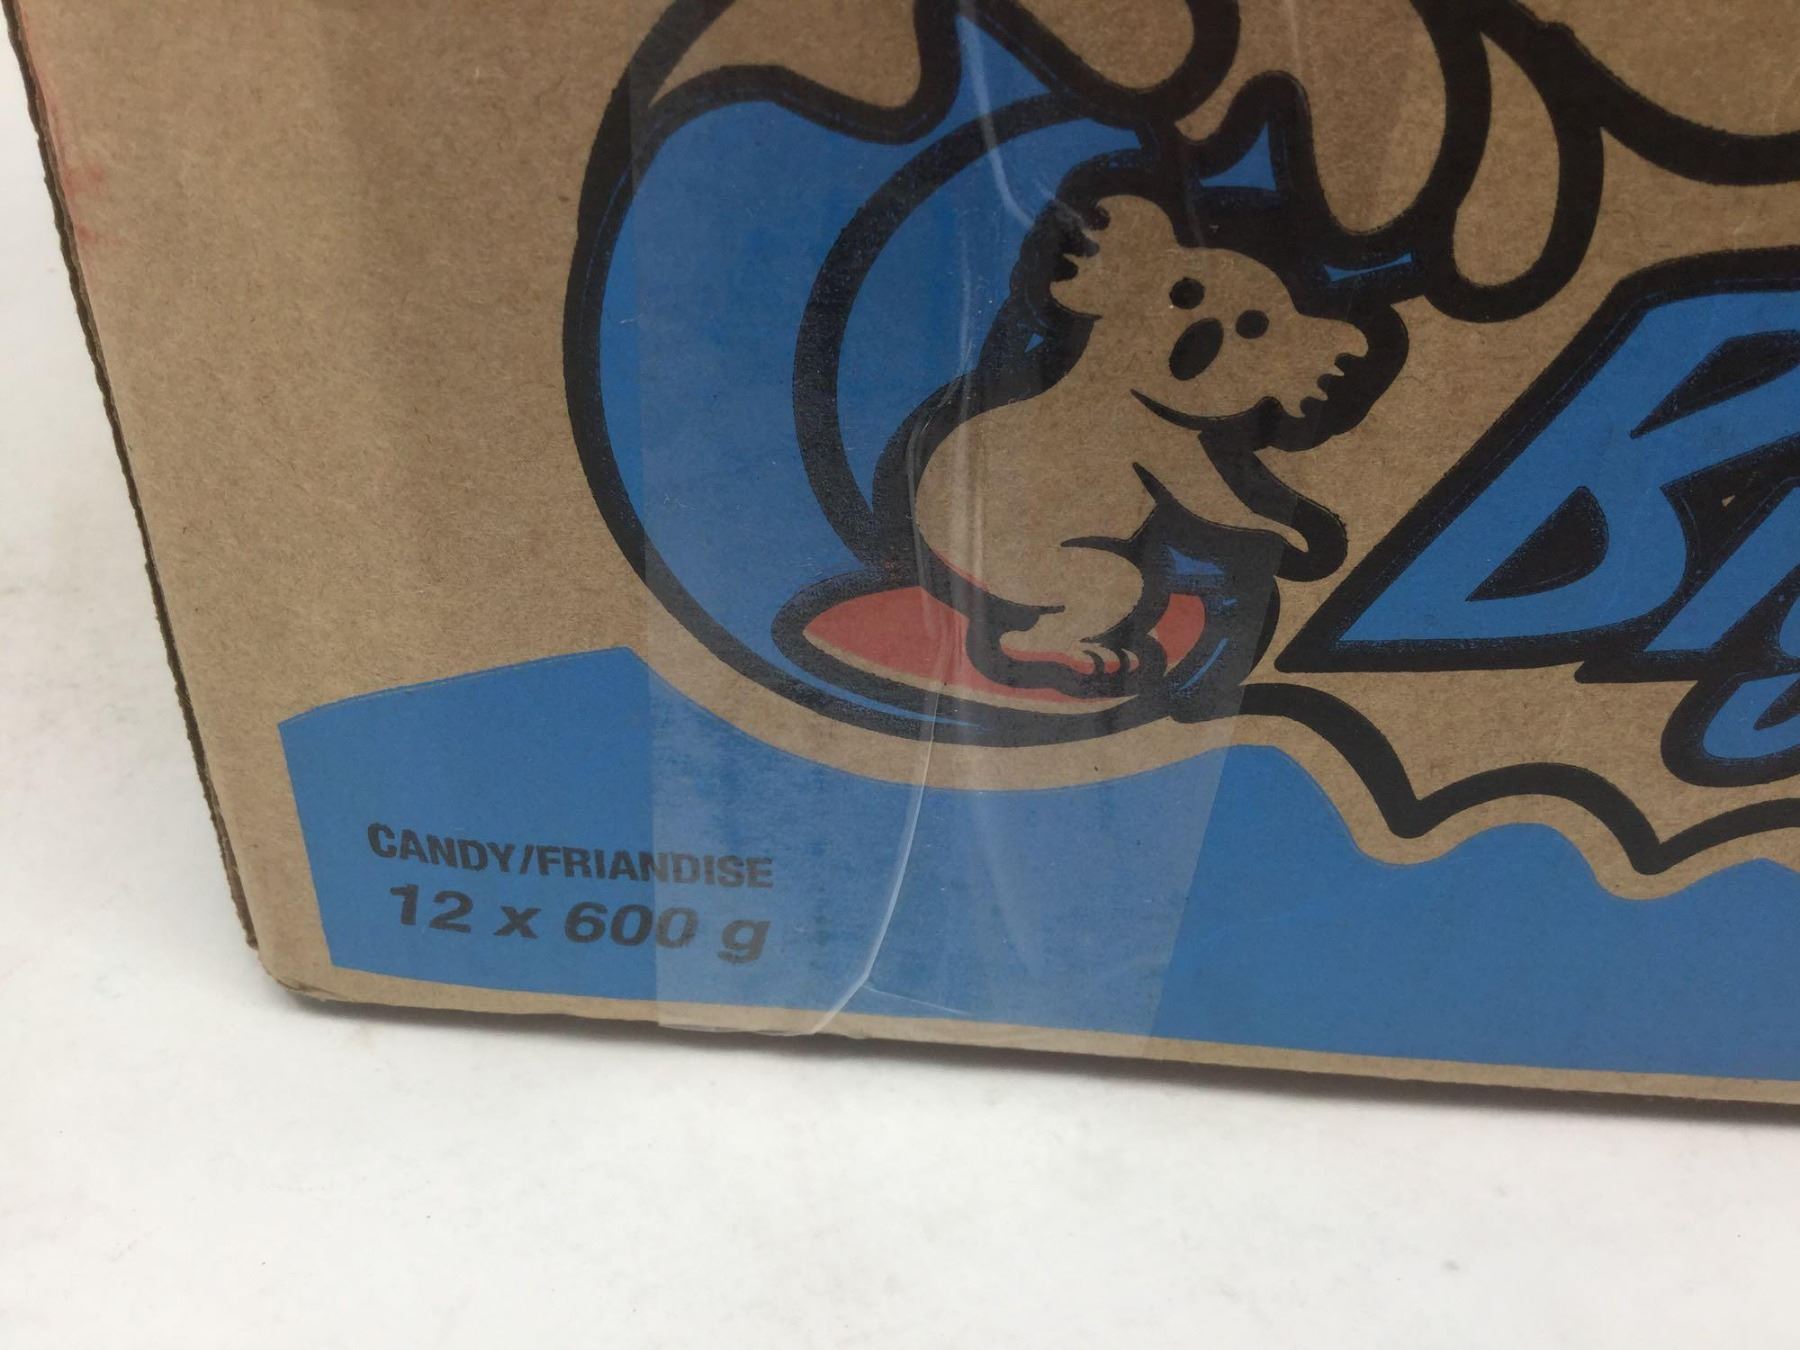 CANDY/FRIANDISE
12 x 600 g